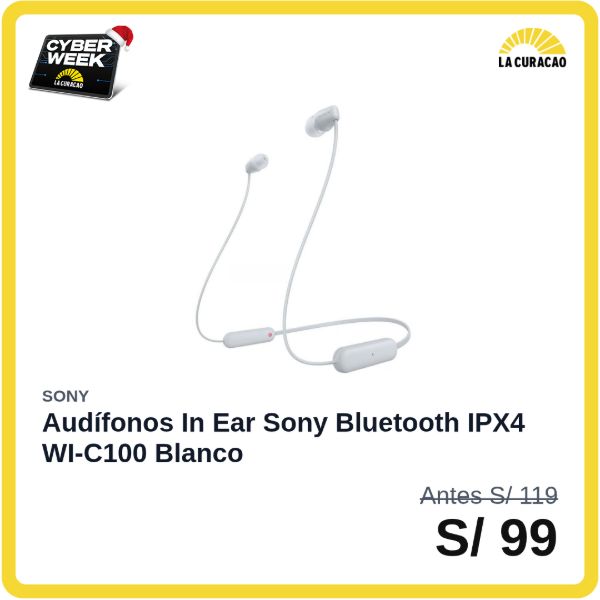 CYBER
WEEK
LA CURACAO
LA CURACAO
SONY
Audífonos In Ear Sony Bluetooth IPX4
WI-C100 Blanco
Antes S/ 119
S/ 99